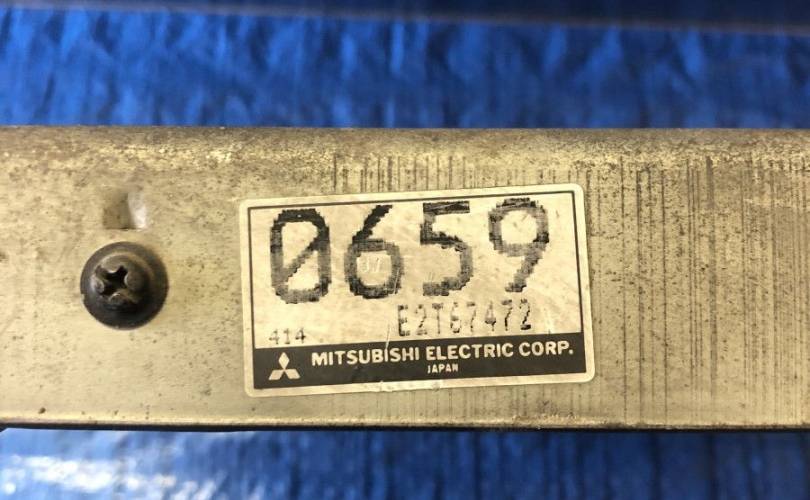 0659
414 E2T67472
MITSUBISHI ELECTRIC CORP.
JAPAN